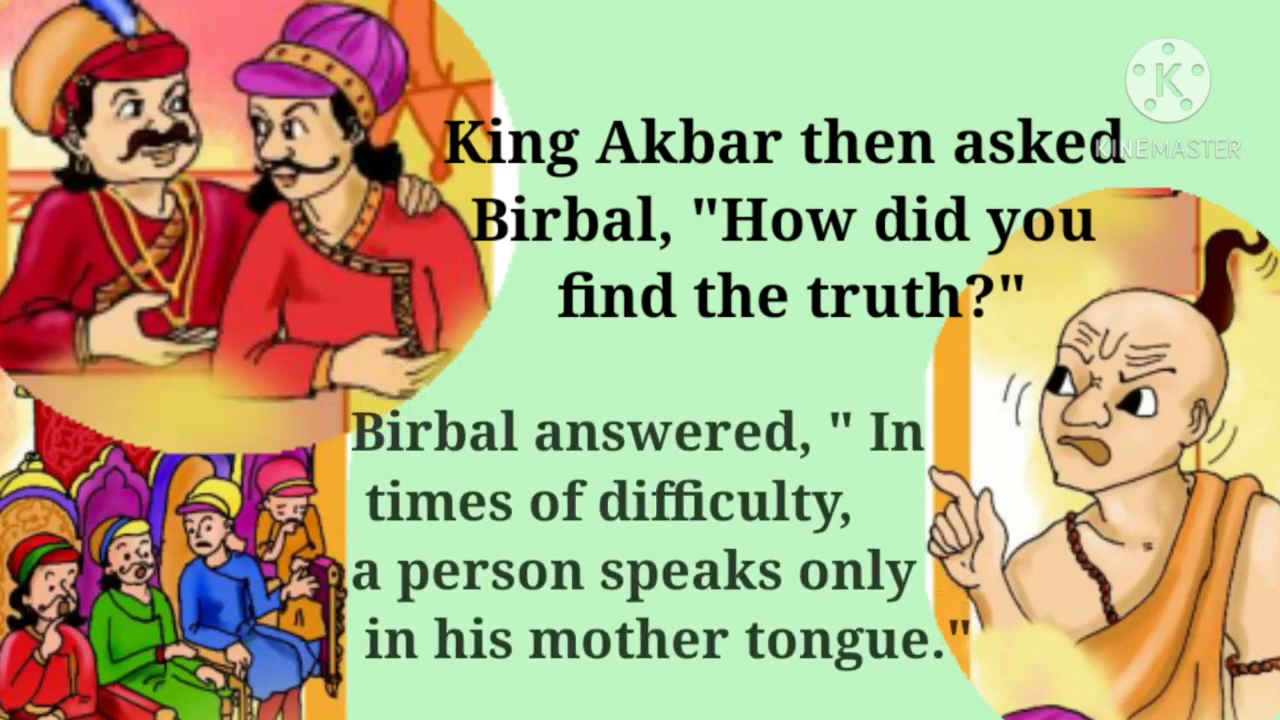 King Akbar then asked
Birbal, "How did you
find the truth?"
Birbal answered, " In
times of difficulty,
a person speaks only
in his mother tongue."
K
KINEMASTER